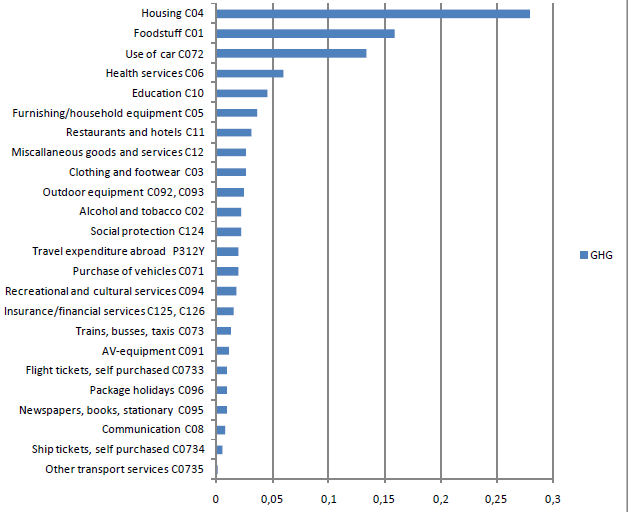 Housing C04
Foodstuff C01
Use of car C072
Health services C06
Education C10
Furnishing/household equipment C05
Restaurants and hotels C11
Miscallaneous goods and services C12
Clothing and footwear C03
Outdoor equipment C092, C093
Alcohol and tobacco C02
Social protection C124
Travel expenditure abroad P312Y
Purchase of vehicles C071
Recreational and cultural services C094
Insurance/financial services C125, C126
Trains, busses, taxis C073
AV-equipment C091
Flight tickets, self purchased C0733
Package holidays C096
Newspapers, books, stationary C095
Communication C08
Ship tickets, self purchased C0734
Other transport services C0735
0 0,05 0,1 0,15 0,2 0,25 0,3
GHG